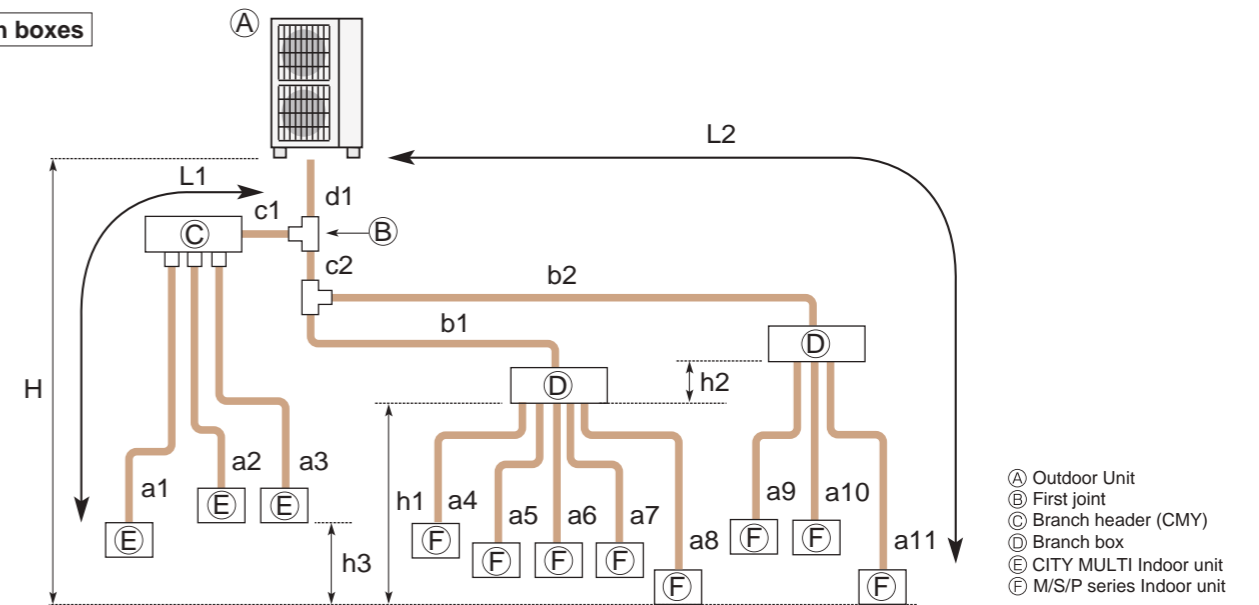 n boxes
Ⓐ
L2
L1
d1
c1
Ⓒ
Ⓑ
c2
b2
b1
Ⓓ
H
Ⓓ
h2
a1
a2
a3
Ⓔ
Ⓔ
Ⓔ
h3
h1
a4
a5
a6
a7
a8
Ⓕ
Ⓕ
Ⓕ
Ⓕ
Ⓕ
a9
a10
a11
Ⓕ
Ⓕ
Ⓕ
Ⓐ Outdoor Unit
Ⓑ First joint
Ⓒ Branch header (CMY)
Ⓓ Branch box
Ⓔ CITY MULTI Indoor unit
Ⓕ M/S/P series Indoor unit